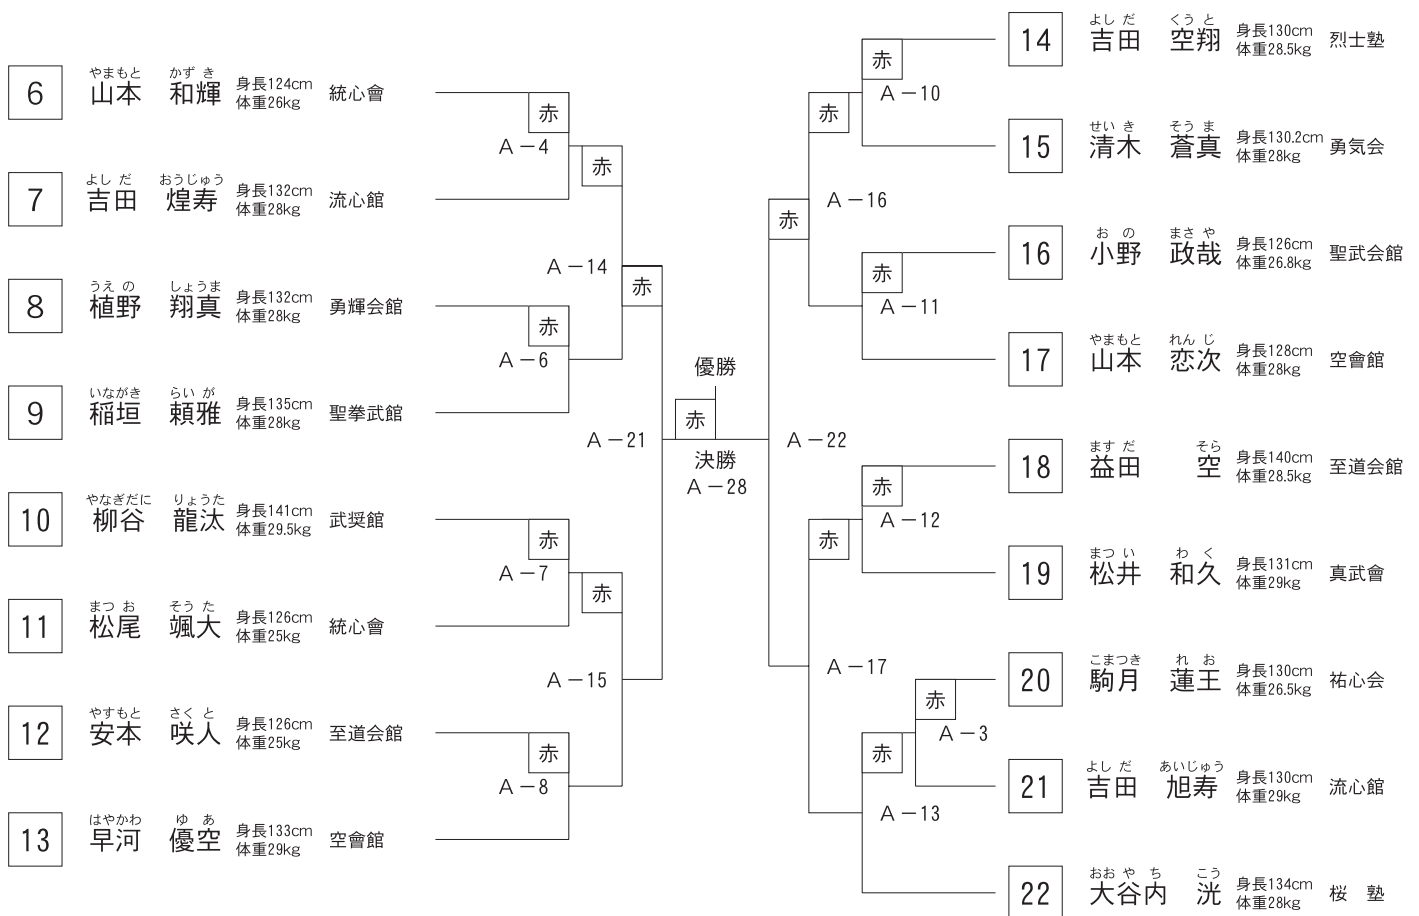 6 やまもと かずき 山本 和輝 身長124cm 体重26kg 統心會
赤
A－4
赤
7 よしだ おうじゅう 吉田 煌寿 身長132cm 体重28kg 流心館
A－14
赤
8 うえの しょうま 植野 翔真 身長132cm 体重28kg 勇輝会館
赤
A－6
9 いながき らいが 稲垣 頼雅 身長135cm 体重28kg 聖拳武館
A－21
10 やなぎだに りょうた 柳谷 龍汰 身長141cm 体重29.5kg 武奨館
赤
A－7
赤
11 まつお そうた 松尾 颯大 身長126cm 体重25kg 統心會
A－15
12 やすもと さくと 安本 咲人 身長126cm 体重25kg 至道会館
赤
A－8
13 はやかわ ゆあ 早河 優空 身長133cm 体重29kg 空會館
優勝
赤
決勝
A－28
14 よしだ くうと 吉田 空翔 身長130cm 体重28.5kg 烈士塾
赤
A－10
赤
15 せいき そうま 清木 蒼真 身長130.2cm 体重28kg 勇気会
A－16
赤
16 おの まさや 小野 政哉 身長126cm 体重26.8kg 聖武会館
赤
A－11
17 やまもと れんじ 山本 恋次 身長128cm 体重28kg 空會館
A－22
18 ますだ そら 益田 空 身長140cm 体重28.5kg 至道会館
赤
A－12
赤
19 まつい わく 松井 和久 身長131cm 体重29kg 真武會
A－17
20 こまつき れお 駒月 蓮王 身長130cm 体重26.5kg 祐心会
赤
A－3
赤
21 よしだ あいじゅう 吉田 旭寿 身長130cm 体重29kg 流心館
A－13
22 おおやち こう 大谷内 洸 身長134cm 体重28kg 桜 塾